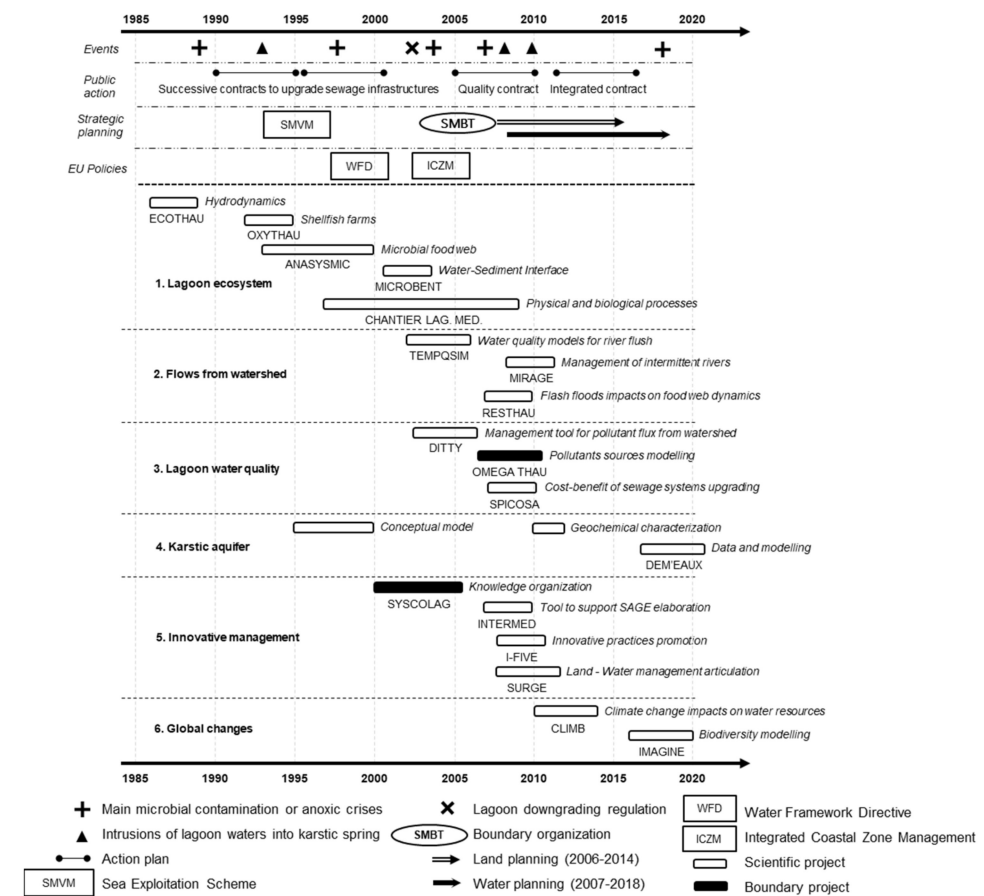 1985 1990 1995 2000 2005 2010 2015 2020
Events
Public
action
Successive contracts to upgrade sewage infrastructures Quality contract Integrated contract
Strategic
planning
SMVM SMBT
EU Policies WFD ICZM
Hydrodynamics
ECOTHAU
Shellfish farms
OXYTHAU
Microbial food web
ANASYSMIC
Water-Sediment Interface
1. Lagoon ecosystem MICROBENT
Physical and biological processes
CHANTIER LAG. MED.
Water quality models for river flush
TEMPQSIM
Management of intermittent rivers
2. Flows from watershed MIRAGE
Flash floods impacts on food web dynamics
RESTHAU
Management tool for pollutant flux from watershed
DITTY
Pollutants sources modelling
3. Lagoon water quality OMEGA THAU
Cost-benefit of sewage systems upgrading
SPICOSA
Conceptual model Geochemical characterization
4. Karstic aquifer Data and modelling
DEM'EAUX
Knowledge organization
SYSCOLAG
Tool to support SAGE elaboration
INTERMED
5. Innovative management Innovative practices promotion
I-FIVE
Land - Water management articulation
SURGE
Climate change impacts on water resources
6. Global changes CLIMB
Biodiversity modelling
IMAGINE
1985 1990 1995 2000 2005 2010 2015 2020
Main microbial contamination or anoxic crises Lagoon downgrading regulation WFD Water Framework Directive
Intrusions of lagoon waters into karstic spring SMBT Boundary organization ICZM Integrated Coastal Zone Management
Action plan Land planning (2006-2014) Scientific project
SMVM Sea Exploitation Scheme Water planning (2007-2018) Boundary project